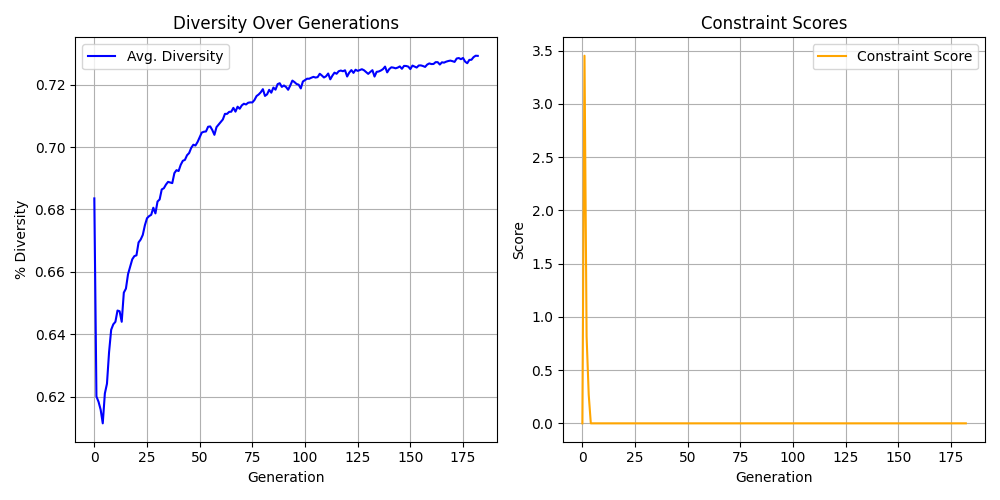 Diversity Over Generations
Avg. Diversity
% Diversity
0.72
0.70
0.68
0.66
0.64
0.62
0 25 50 75 100 125 150 175
Generation
Constraint Scores
Constraint Score
Score
3.5
3.0
2.5
2.0
1.5
1.0
0.5
0.0
0 25 50 75 100 125 150 175
Generation